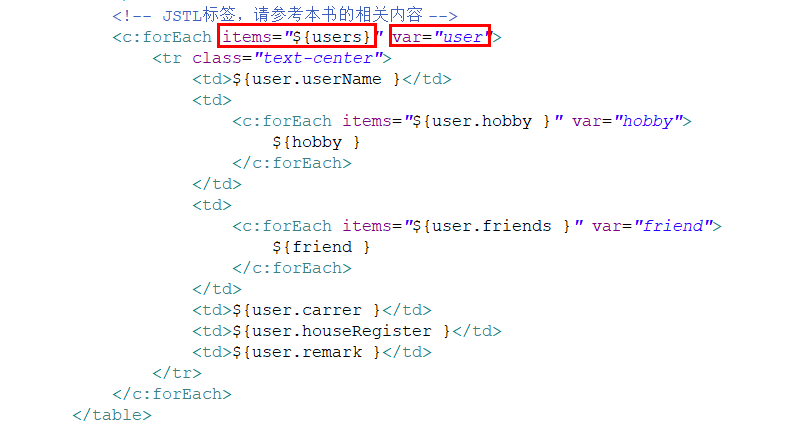 <!-- JSTL标签，请参考本书的相关内容 -->
<c:forEach items="${users}" var="user">
<tr class="text-center">
<td>${user.userName }</td>
<td>
<c:forEach items="${user.hobby }" var="hobby">
${hobby }
</c:forEach>
</td>
<td>
<c:forEach items="${user.friends }" var="friend">
${friend }
</c:forEach>
</td>
<td>${user.carrer }</td>
<td>${user.houseRegister }</td>
<td>${user.remark }</td>
</tr>
</c:forEach>
</table>